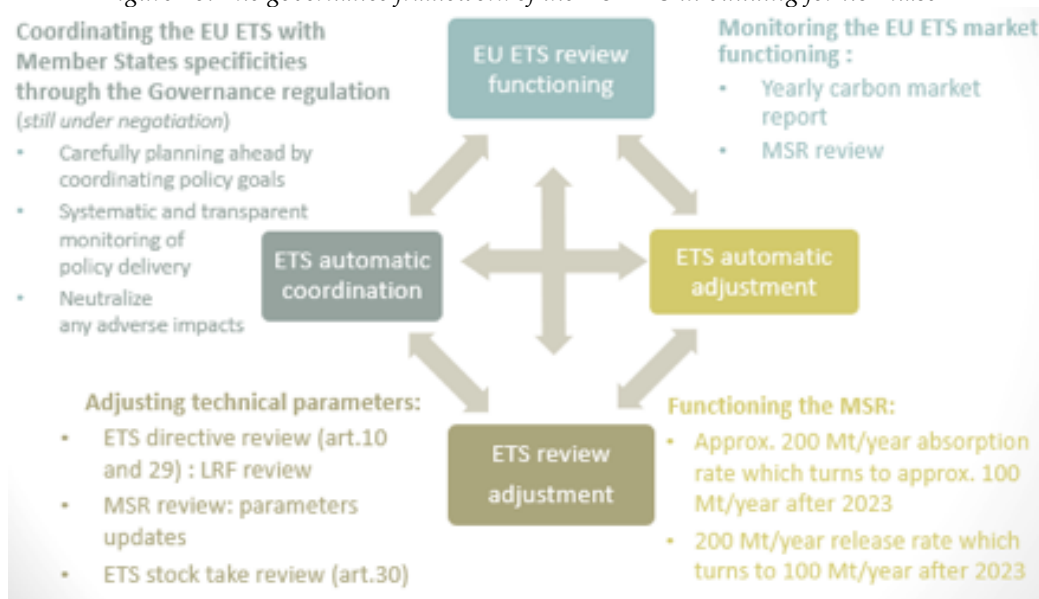 Coordinating the EU ETS with
Member States specificities
through the Governance regulation
(still under negotiation)
• Carefully planning ahead by
coordinating policy goals
• Systematic and transparent
monitoring of
policy delivery
• Neutralize
any adverse impacts
EU ETS review
functioning
Monitoring the EU ETS market
functioning :
• Yearly carbon market
report
• MSR review
ETS automatic
coordination
ETS automatic
adjustment
Adjusting technical parameters:
• ETS directive review (art.10
and 29) : LRF review
• MSR review: parameters
updates
• ETS stock take review (art.30)
ETS review
adjustment
Functioning the MSR:
• Approx. 200 Mt/year absorption
rate which turns to approx. 100
Mt/year after 2023
• 200 Mt/year release rate which
turns to 100 Mt/year after 2023